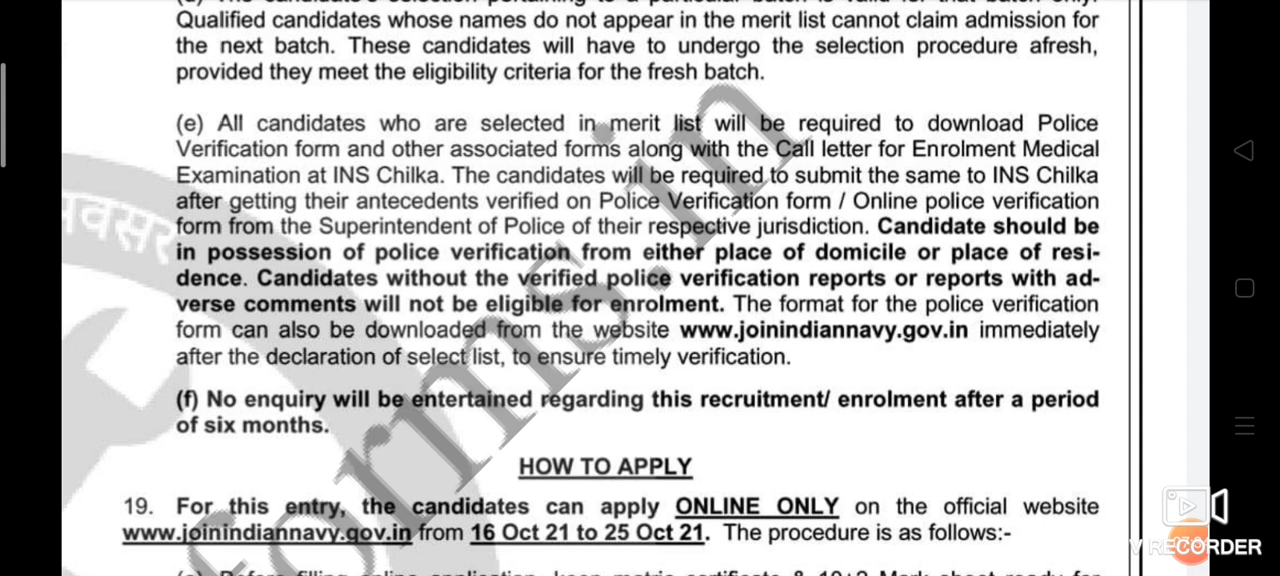 Qualified candidates whose names do not appear in the merit list cannot claim admission for
the next batch. These candidates will have to undergo the selection procedure afresh,
provided they meet the eligibility criteria for the fresh batch.
(e) All candidates who are selected in merit list will be required to download Police
Verification form and other associated forms along with the Call letter for Enrolment Medical
Examination at INS Chilka. The candidates will be required to submit the same to INS Chilka
after getting their antecedents verified on Police Verification form / Online police verification
form from the Superintendent of Police of their respective jurisdiction. Candidate should be
in possession of police verification from either place of domicile or place of resi-
dence. Candidates without the verified police verification reports or reports with ad-
verse comments will not be eligible for enrolment. The format for the police verification
form can also be downloaded from the website www.joinindiannavy.gov.in immediately
after the declaration of select list, to ensure timely verification.
(f) No enquiry will be entertained regarding this recruitment/ enrolment after a period
of six months.
HOW TO APPLY
19. For this entry, the candidates can apply ONLINE ONLY on the official website
www.joinindiannavy.gov.in from 16 Oct 21 to 25 Oct 21. The procedure is as follows:-
forms.in
अवसर
V RECORDER